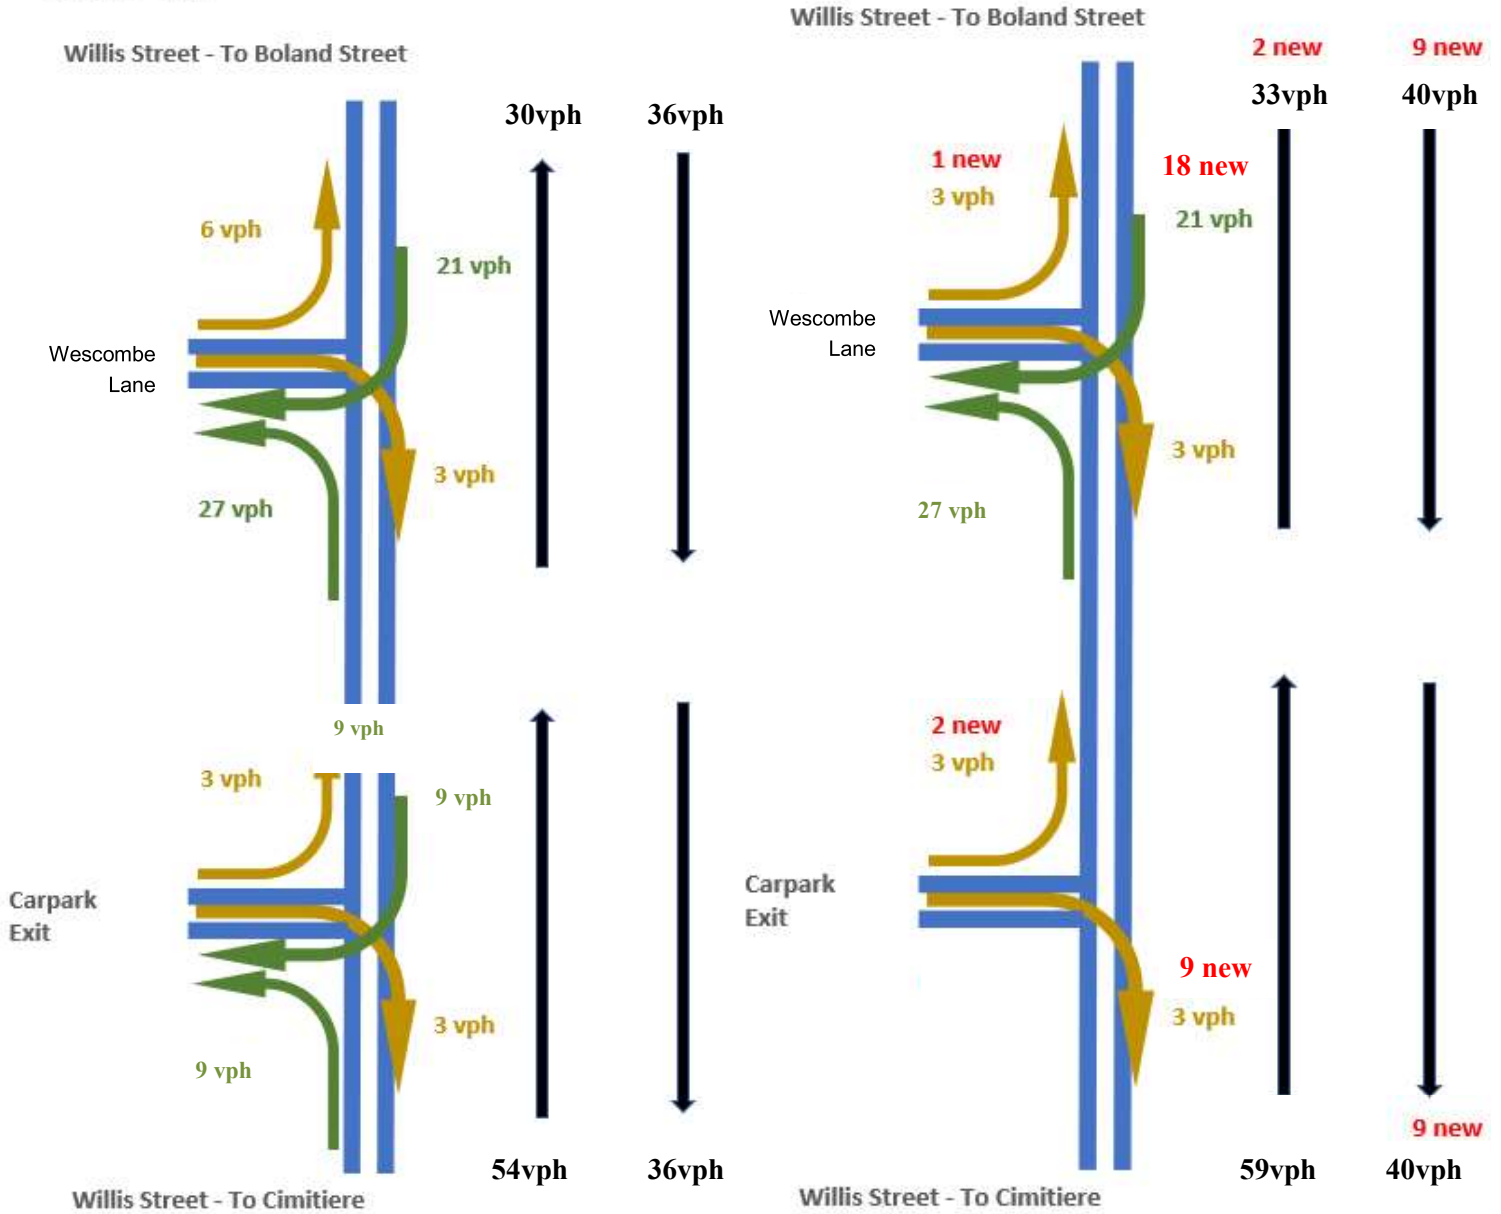 Willis Street - To Boland Street
30vph
36vph
6 vph
21 vph
Wescombe
Lane
3 vph
27 vph
9 vph
3 vph
9 vph
Carpark
Exit
3 vph
9 vph
54vph
36vph
Willis Street - To Cimitiere
Willis Street - To Boland Street
2 new
9 new
33vph
40vph
1 new
18 new
3 vph
21 vph
Wescombe
Lane
3 vph
27 vph
2 new
3 vph
Carpark
Exit
9 new
3 vph
9 new
59vph
40vph
Willis Street - To Cimitiere